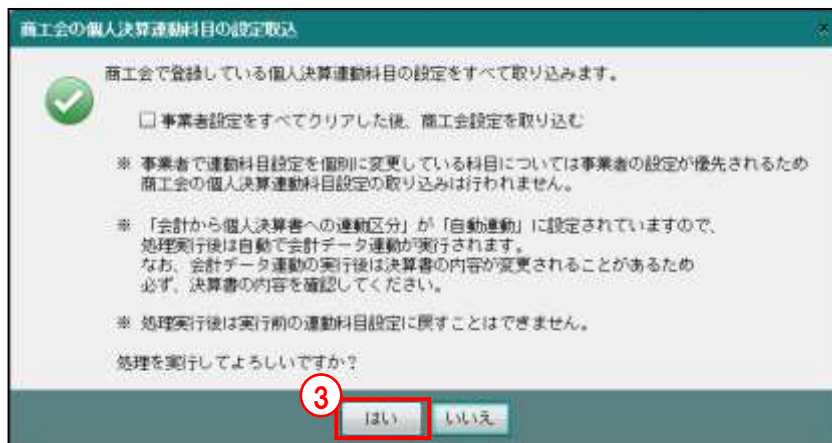 商工会の個人決算連動科目の設定取込
商工会で登録している個人決算連動科目の設定をすべて取り込みます。
事業者設定をすべてクリアした後、商工会設定を取り込む
※ 事業者で連動科目設定を個別に変更している科目については事業者の設定が優先されるため
商工会の個人決算連動科目設定の取り込みは行われません。
※ 「会計から個人決算書への連動区分」が「自動連動」に設定されていますので、
処理実行後は自動で会計データ連動が実行されます。
なお、会計データ連動の実行後は決算書の内容が変更されることがあるため
必ず、決算書の内容を確認してください。
※ 処理実行後は実行前の連動科目設定に戻すことはできません。
処理を実行してよろしいですか？
3
はい いいえ